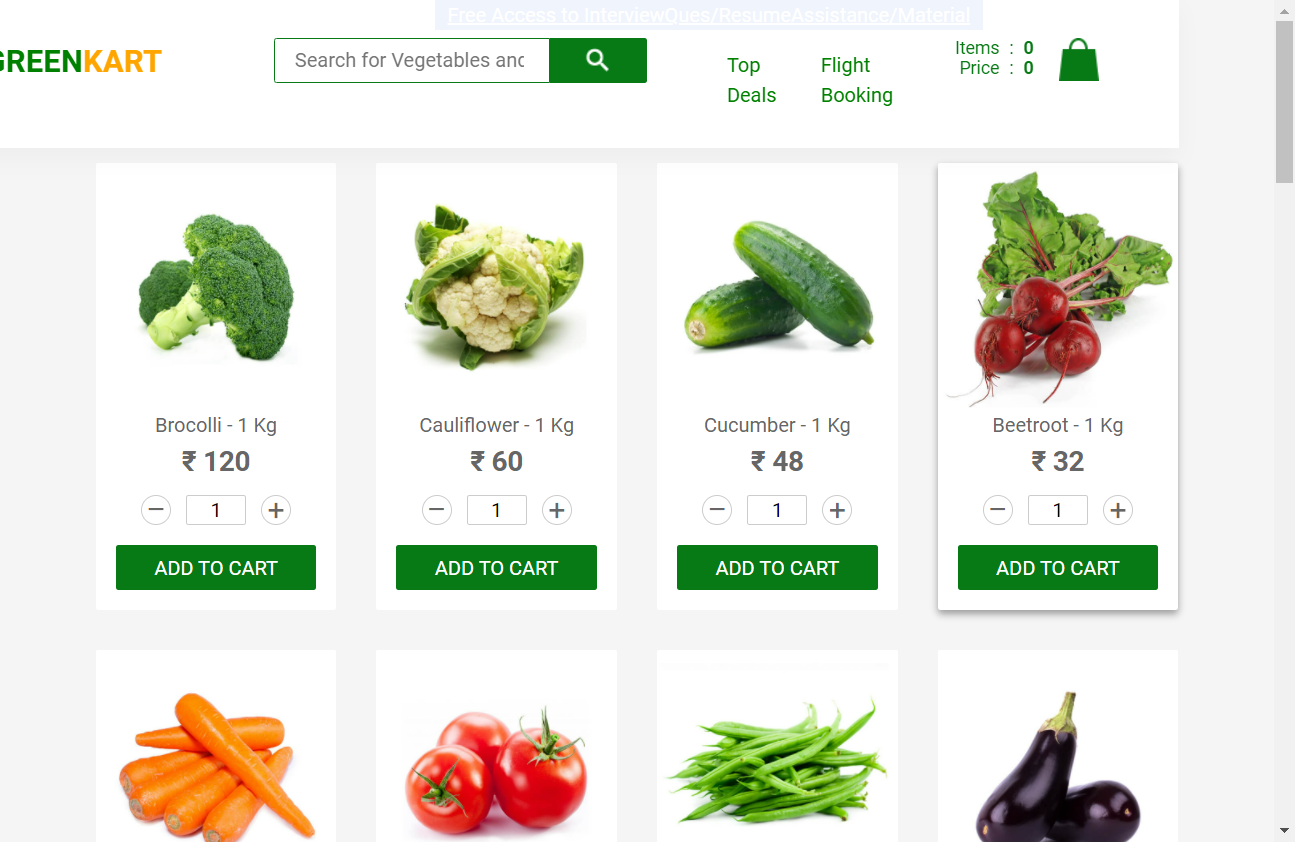 Free Access to InterviewQues/ResumeAssistance/Material
GREENKART
Search for Vegetables and
Top
Deals
Flight
Booking
Items : 0
Price : 0
Brocolli - 1 Kg
₹ 120
1
ADD TO CART
Cauliflower - 1 Kg
₹ 60
1
ADD TO CART
Cucumber - 1 Kg
₹ 48
1
ADD TO CART
Beetroot - 1 Kg
₹ 32
1
ADD TO CART